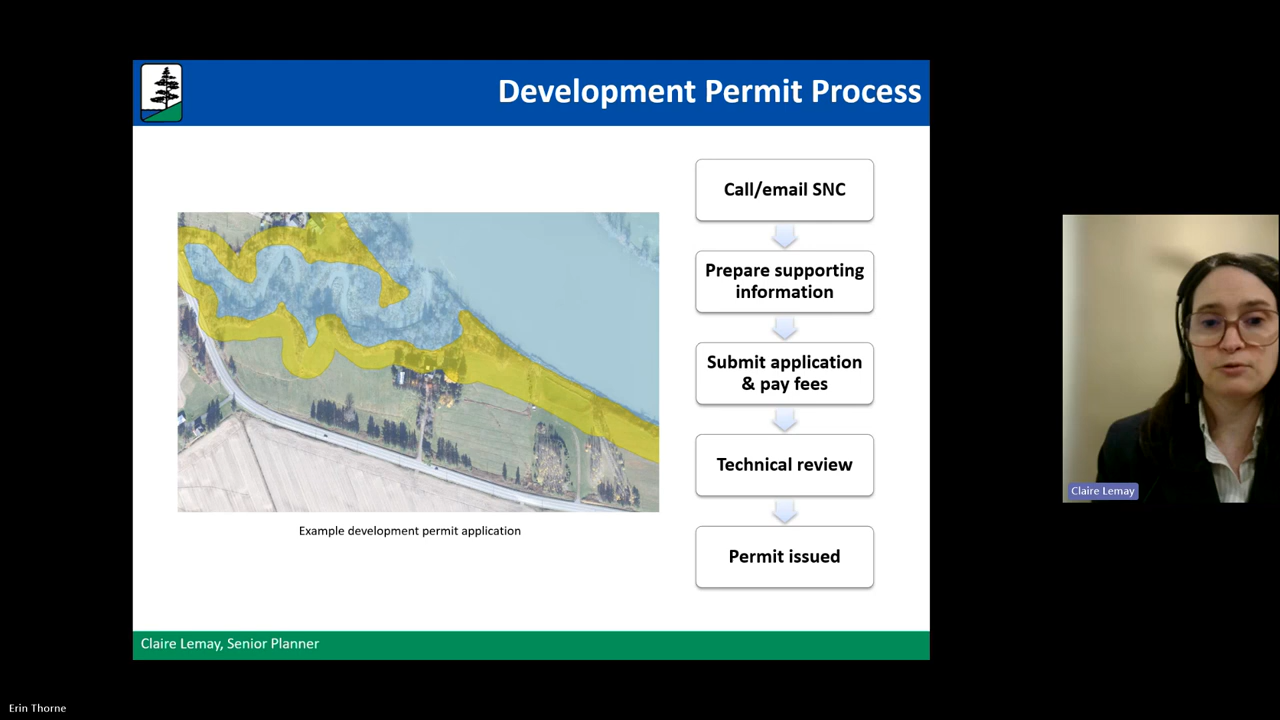 Development Permit Process
Call/email SNC
Prepare supporting
information
Submit application
& pay fees
Technical review
Permit issued
Example development permit application
Claire Lemay, Senior Planner
Claire Lemay
Erin Thorne